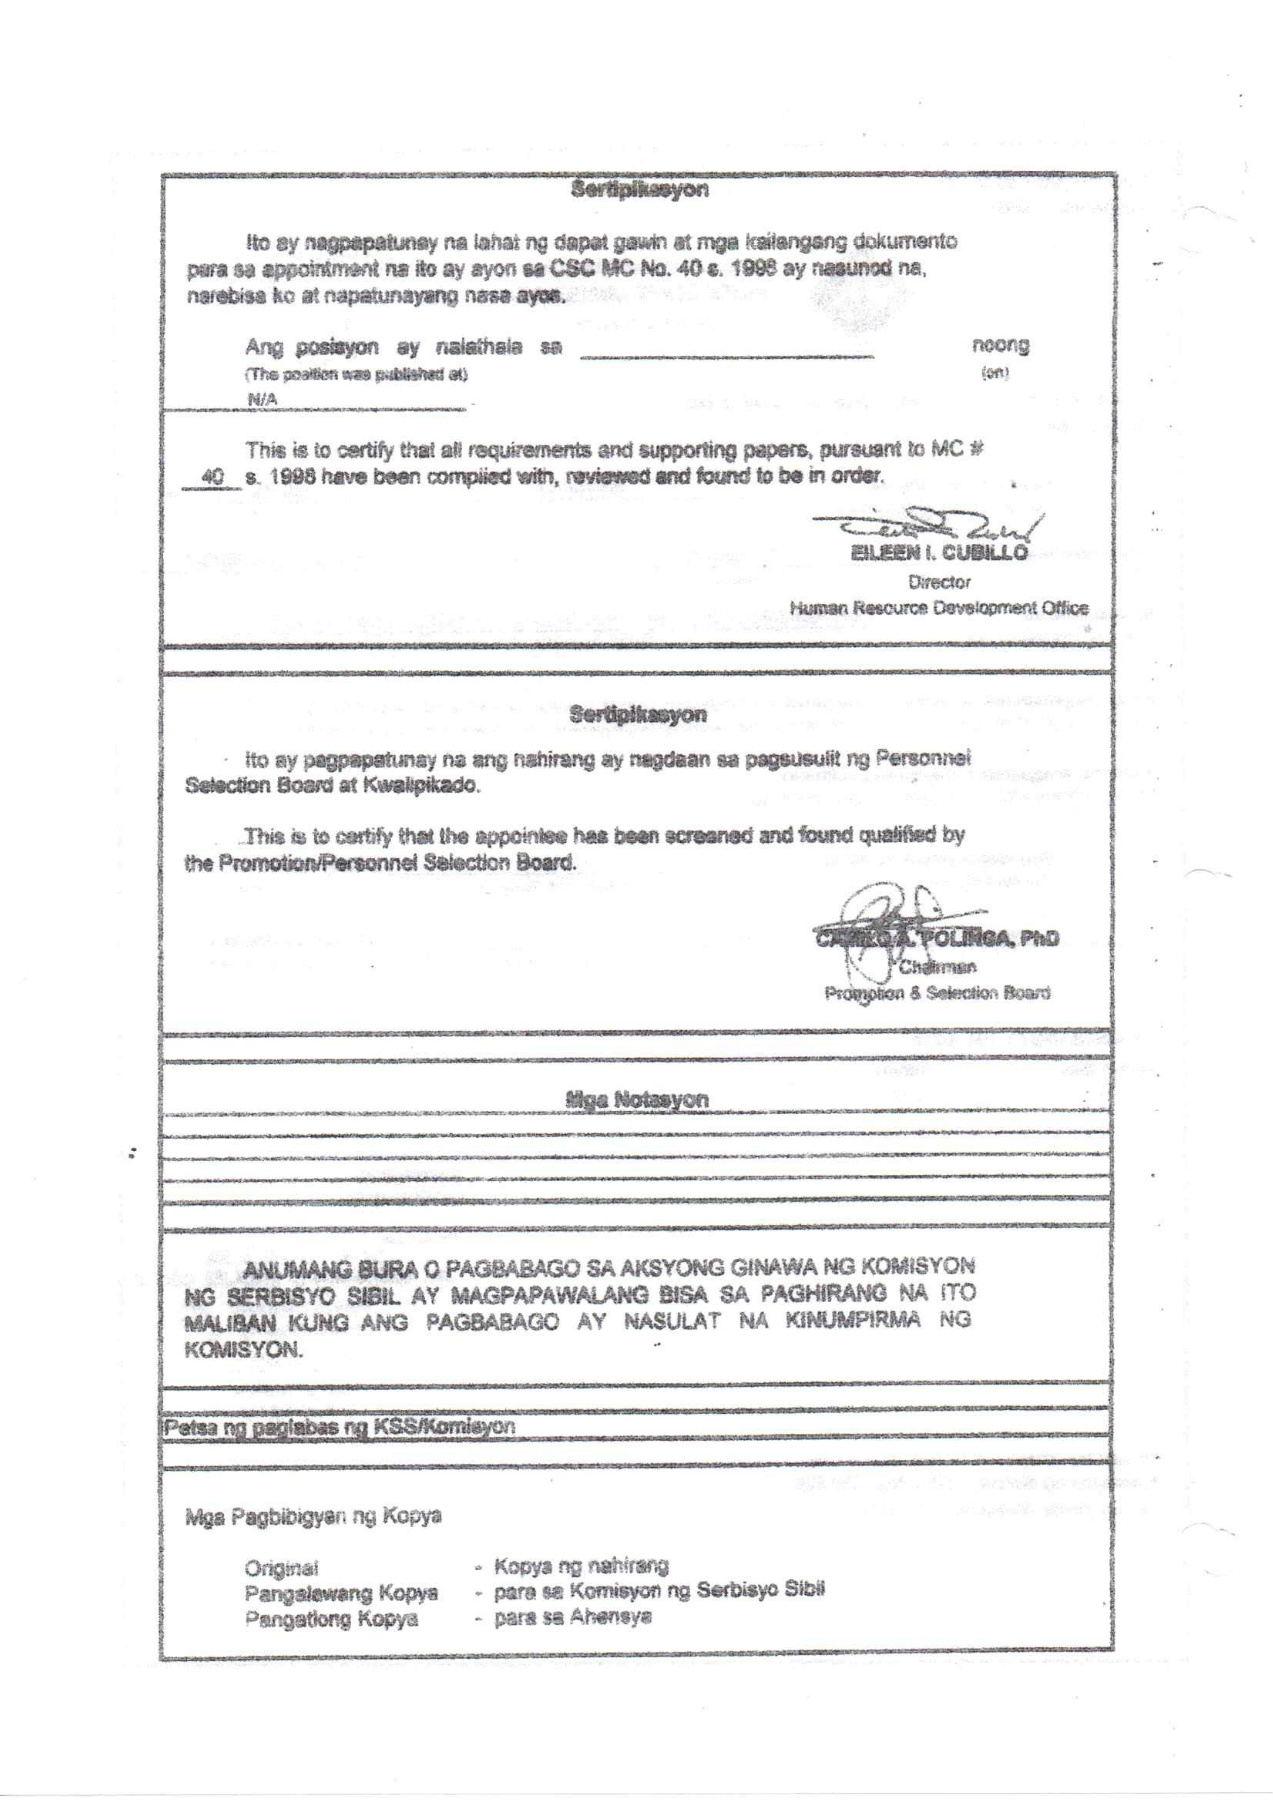 Sertipikasyon
Ito ay nagpapatunay na lahat ng dapat gawin at mga kailangang dokumento
para sa appointment na ito ay ayon sa CSC MC No. 40 s. 1998 ay nasunod na,
narebisa ko at napatunayang nasa ayos.
Ang posisyon ay nalathala sa ____________________ noong
(The position was published at) (on)
N/A
This is to certify that all requirements and supporting papers, pursuant to MC #
40 s. 1998 have been complied with, reviewed and found to be in order.
EILEEN I. CUBILLO
Director
Human Resource Development Office
Sertipikasyon
Ito ay pagpapatunay na ang nahirang ay nagdaan sa pagsusulit ng Personnel
Selection Board at Kwalipikado.
This is to certify that the appointee has been screened and found qualified by
the Promotion/Personnel Selection Board.
A. POLINGA, PhD
Chairman
Promotion & Selection Board
Mga Notasyon
ANUMANG BURA O PAGBABAGO SA AKSYONG GINAWA NG KOMISYON
NG SERBISYO SIBIL AY MAGPAPAWALANG BISA SA PAGHIRANG NA ITO
MALIBAN KUNG ANG PAGBABAGO AY NASULAT NA KINUMPIRMA NG
KOMISYON.
Petsa ng paglabas ng KSS/Komisyon
Mga Pagbibigyan ng Kopya
Original - Kopya ng nahirang
Pangalawang Kopya - para sa Komisyon ng Serbisyo Sibil
Pangatlong Kopya - para sa Ahensya